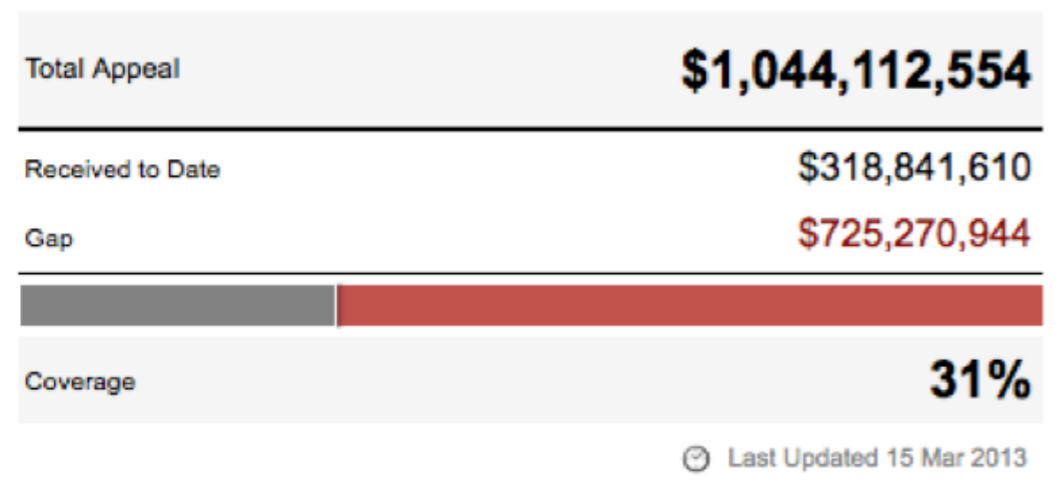 Total Appeal $1,044,112,554
Received to Date $318,841,610
Gap $725,270,944
Coverage 31%
Last Updated 15 Mar 2013